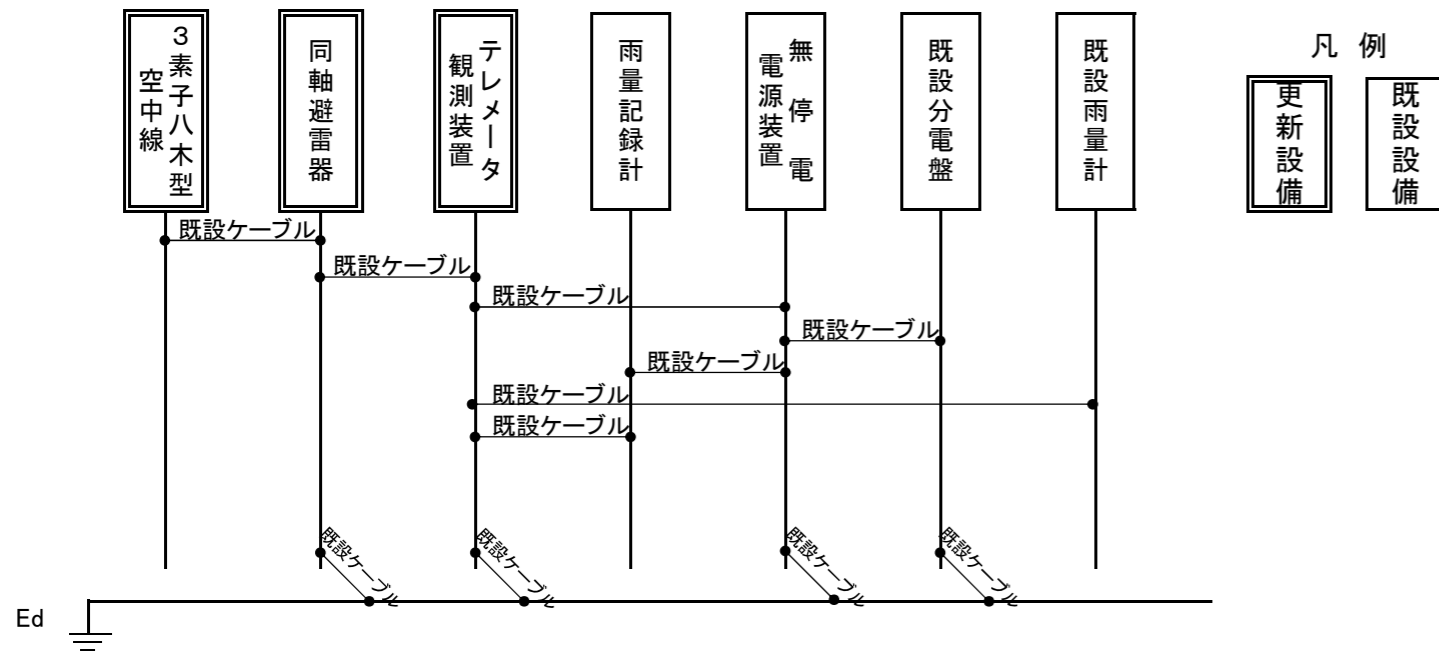 ３素子八木型
空中線
同軸避雷器
テレメータ
観測装置
雨量記録計
無停電
電源装置
既設分電盤
既設雨量計
凡例
更新設備
既設設備
既設ケーブル
既設ケーブル
既設ケーブル
既設ケーブル
既設ケーブル
既設ケーブル
既設ケーブル
既設ケーブル
既設ケーブル
既設ケーブル
既設ケーブル
Ed